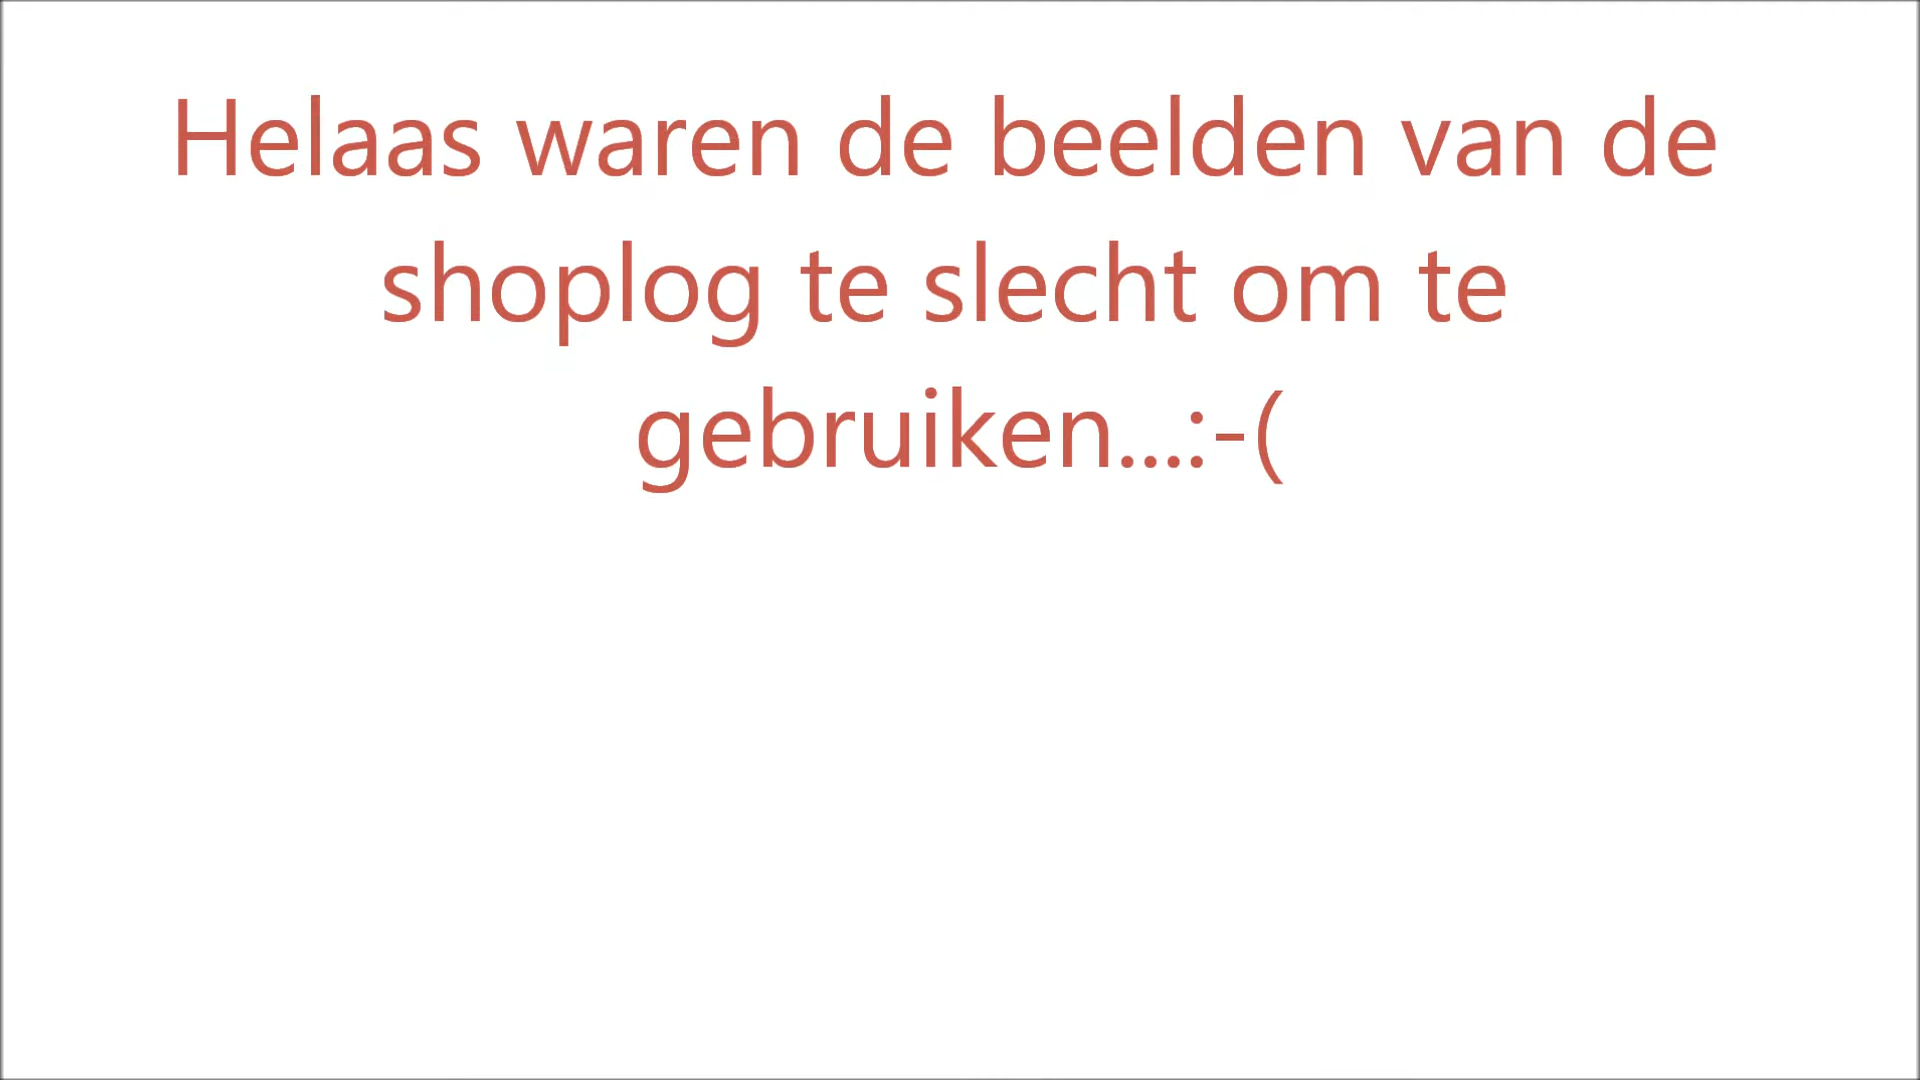 Helaas waren de beelden van de
shoplog te slecht om te
gebruiken...:-(